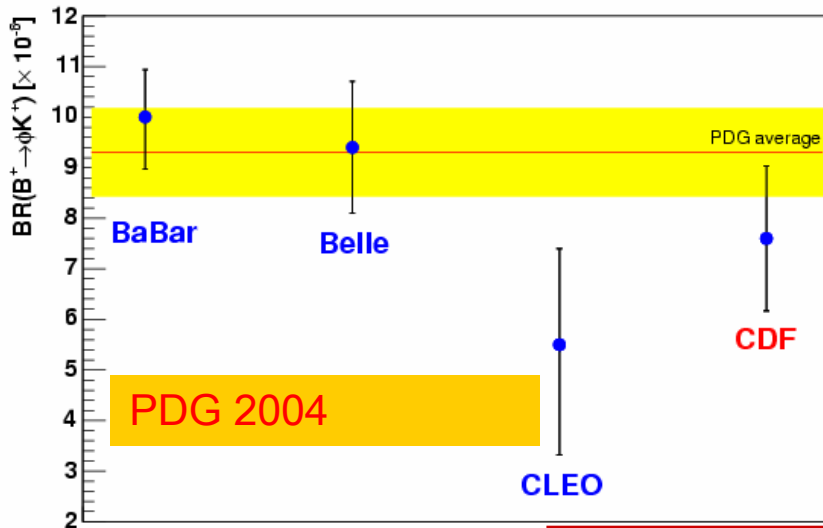 BR(B⁺→φK⁺) [× 10⁻⁶]
12
11
10
9
8
7
6
5
4
3
2
PDG average
BaBar
Belle
CDF
PDG 2004
CLEO